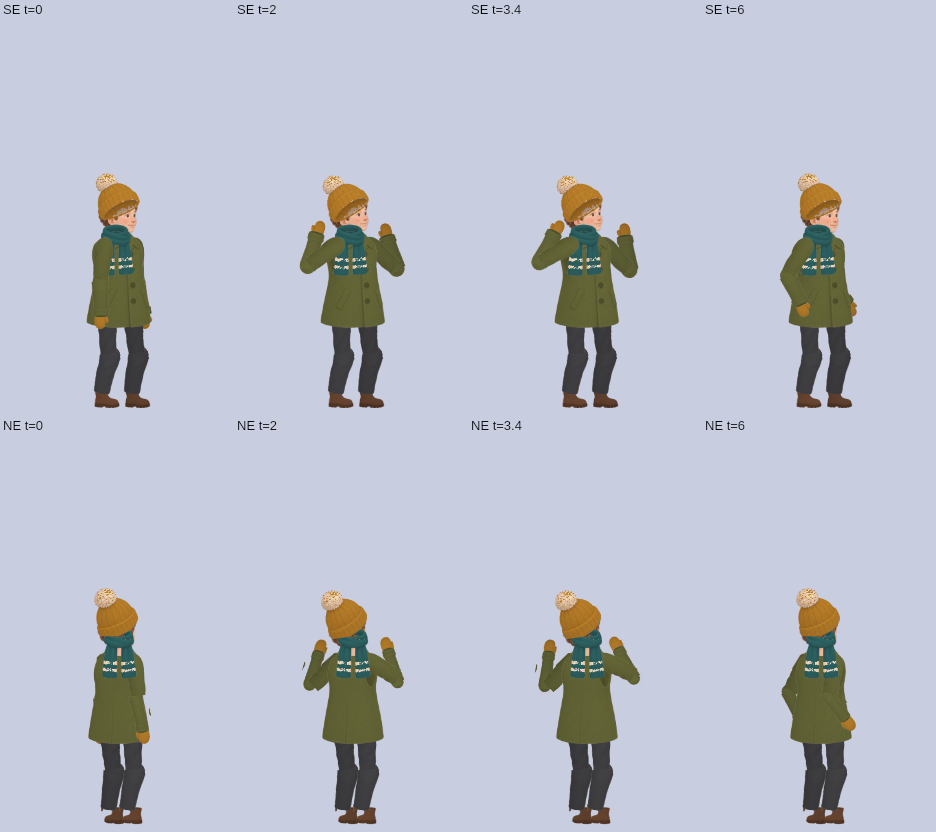 SE t=0
SE t=2
SE t=3.4
SE t=6
NE t=0
NE t=2
NE t=3.4
NE t=6